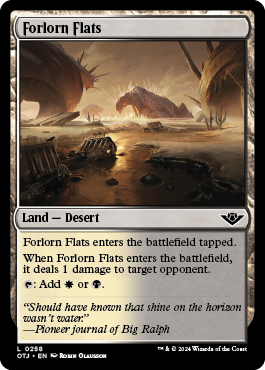 Forlorn Flats
Land — Desert
Forlorn Flats enters the battlefield tapped.
When Forlorn Flats enters the battlefield,
it deals 1 damage to target opponent.
: Add or .
“Should have known that shine on the horizon
wasn’t water.”
—Pioneer journal of Big Ralph
L 0258
OTJ • EN Robin Olausson
™ & © 2024 Wizards of the Coast